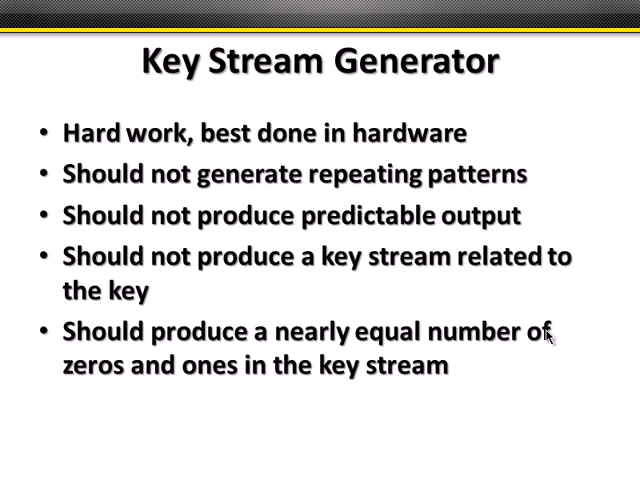 Key Stream Generator
• Hard work, best done in hardware
• Should not generate repeating patterns
• Should not produce predictable output
• Should not produce a key stream related to
the key
• Should produce a nearly equal number of
zeros and ones in the key stream